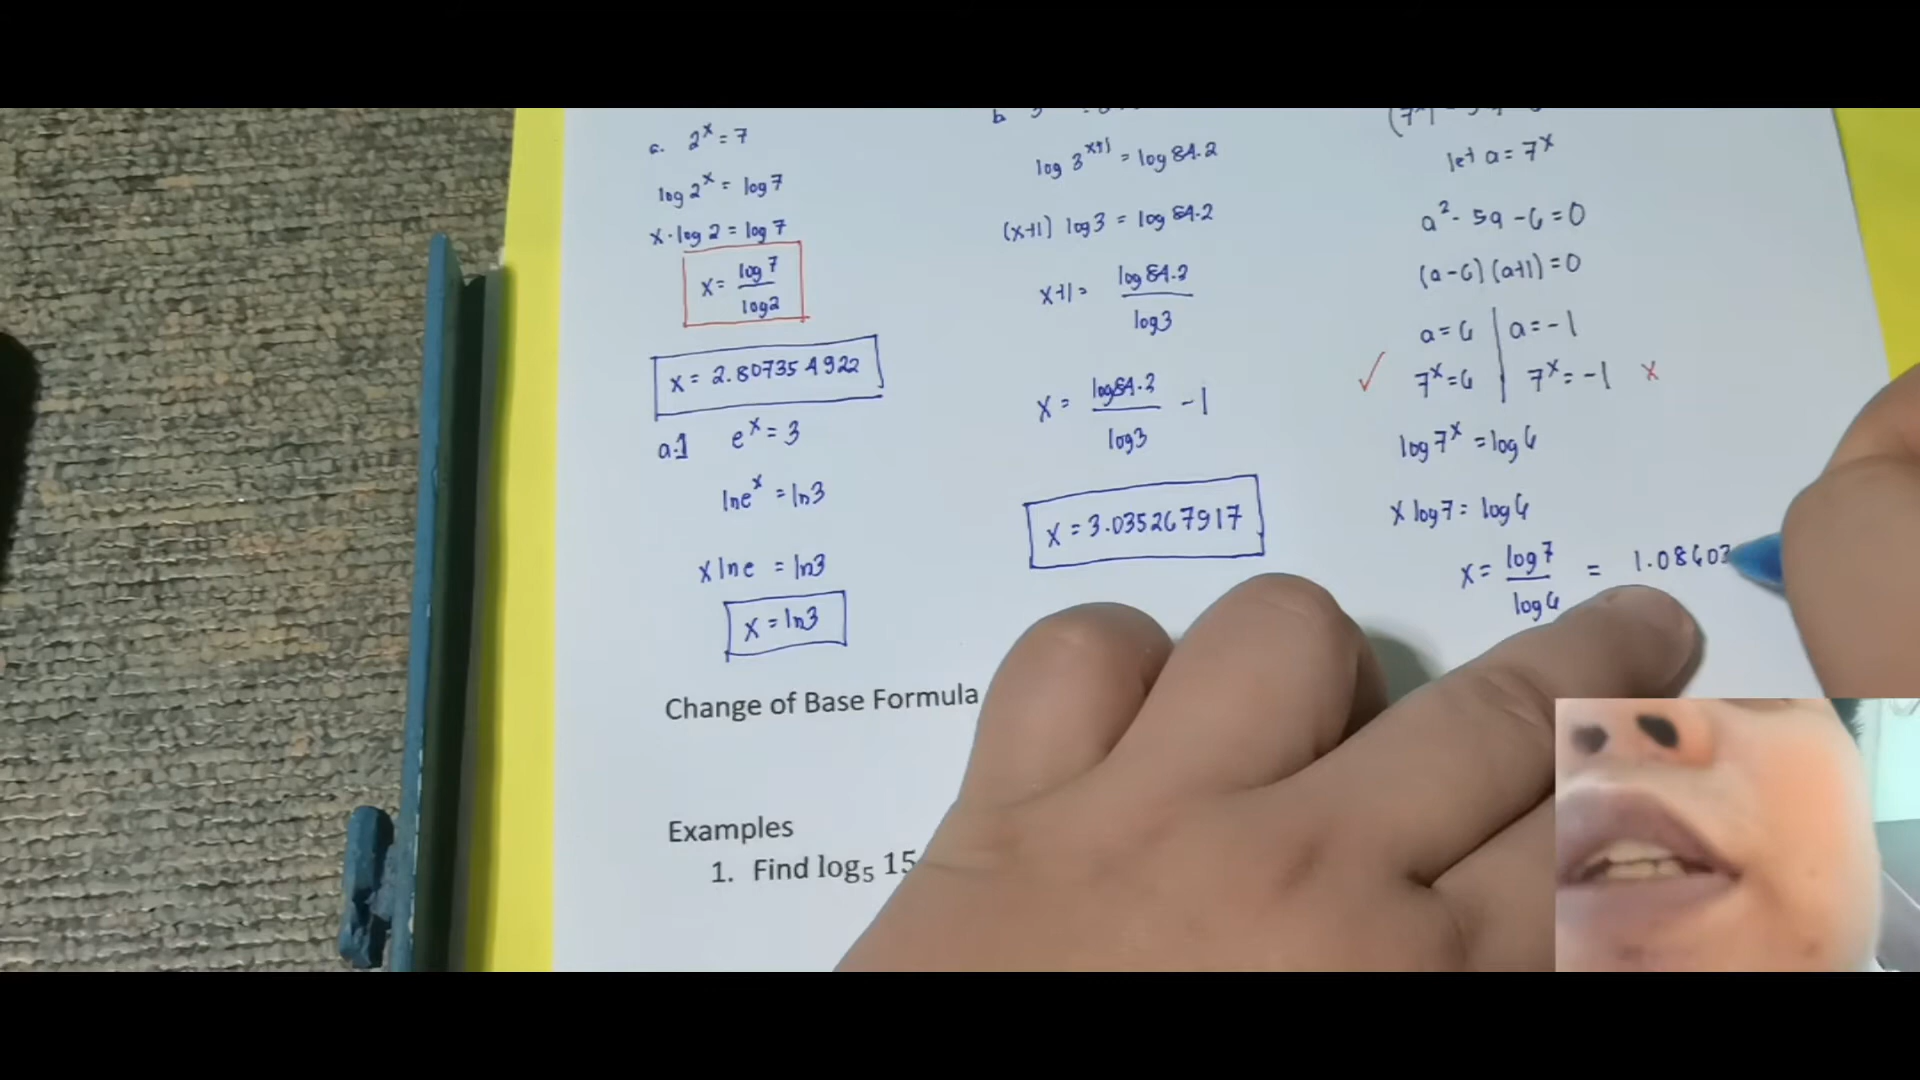 a. 2^x = 7
log 2^x = log 7
x · log 2 = log 7
x = log 7 / log 2
x = 2.807354922
a.1 e^x = 3
ln e^x = ln 3
x ln e = ln 3
x = ln 3
b
log 3^(x+1) = log 84.2
(x+1) log 3 = log 84.2
x+1 = log 84.2 / log 3
x = log 84.2 / log 3 - 1
x = 3.035267917
let a = 7^x
a² - 5a - 6 = 0
(a - 6) (a+1) = 0
a = 6 | a = -1
✓ 7^x = 6 | 7^x = -1 x
log 7^x = log 6
x log 7 = log 6
x = log 7 / log 6 = 1.08603
Change of Base Formula
Examples
1. Find log₅ 15